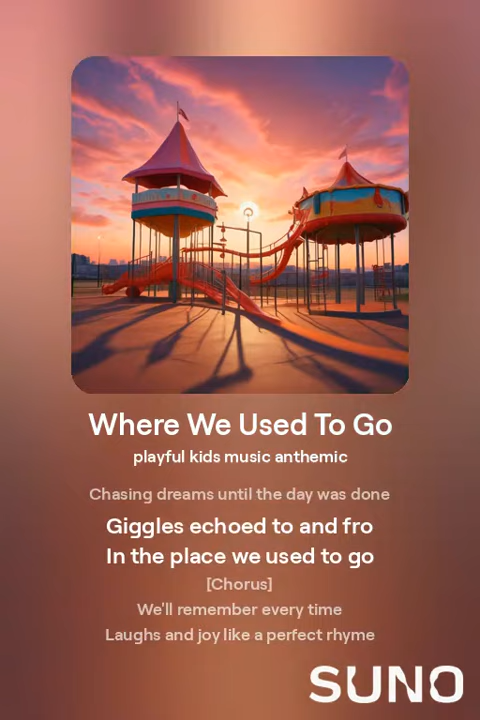 Where We Used To Go
playful kids music anthemic
Chasing dreams until the day was done
Giggles echoed to and fro
In the place we used to go
[Chorus]
We'll remember every time
Laughs and joy like a perfect rhyme
SUNO